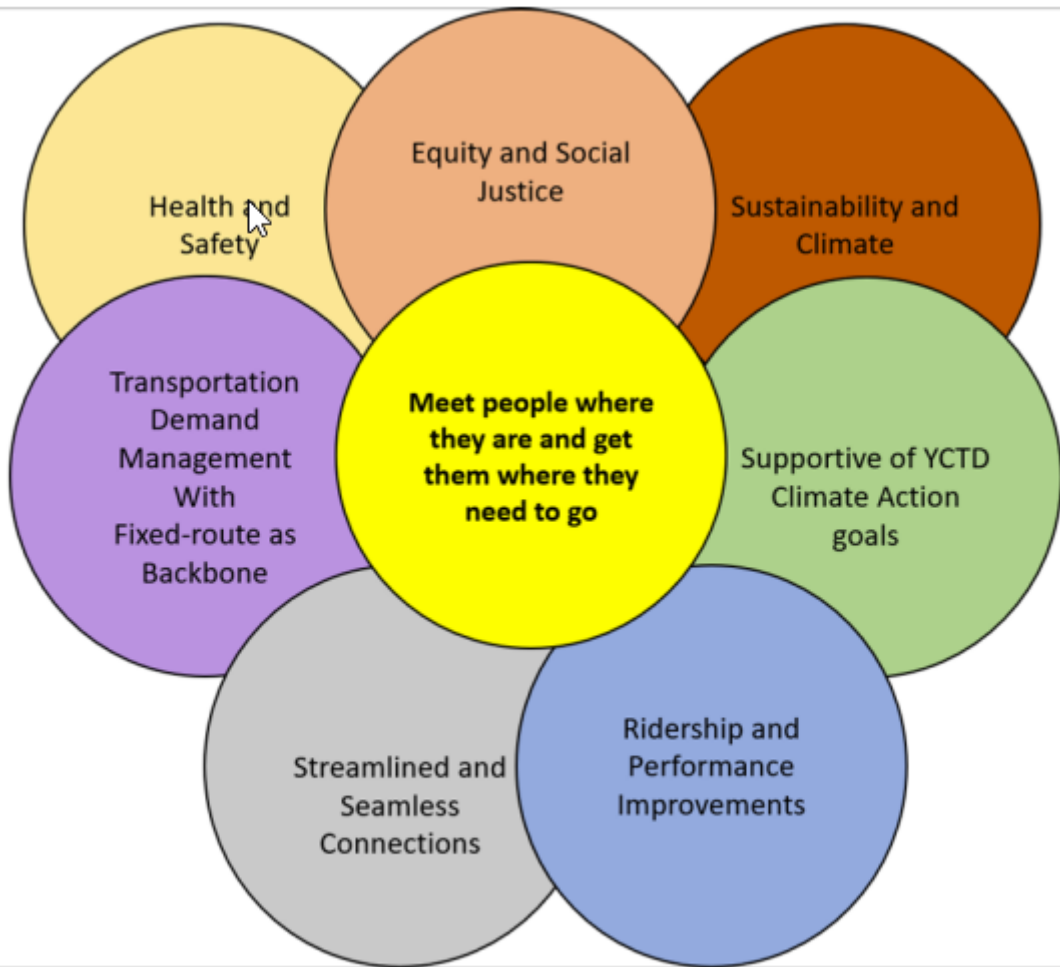 Equity and Social
Justice
Health and
Safety
Sustainability and
Climate
Transportation
Demand
Management
With
Fixed-route as
Backbone
Meet people where
they are and get
them where they
need to go
Supportive of YCTD
Climate Action
goals
Streamlined and
Seamless
Connections
Ridership and
Performance
Improvements